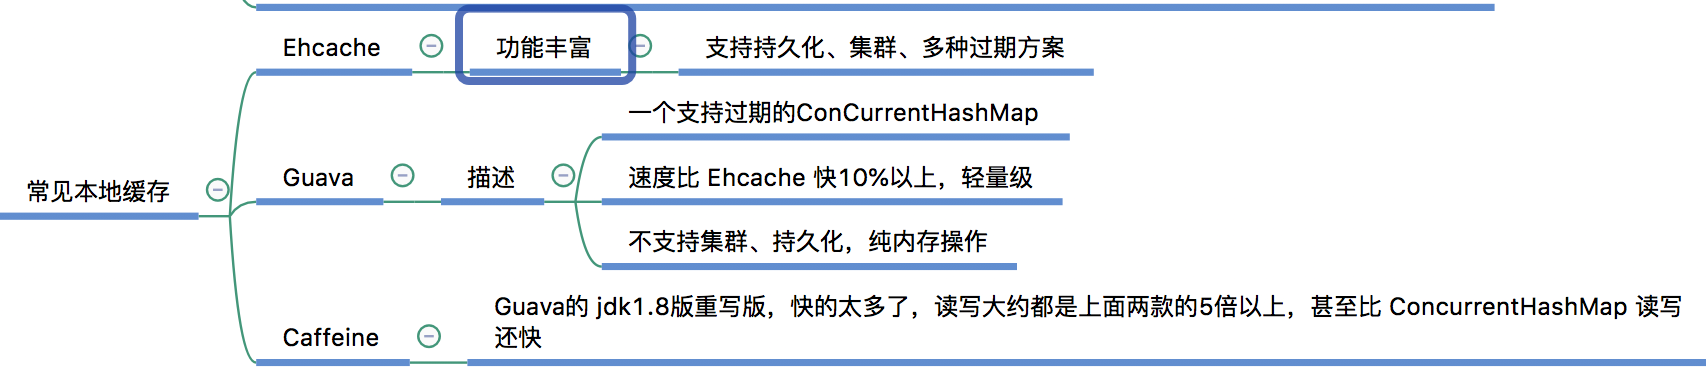 常见本地缓存
Ehcache
功能丰富
支持持久化、集群、多种过期方案
Guava
描述
一个支持过期的ConCurrentHashMap
速度比 Ehcache 快10%以上，轻量级
不支持集群、持久化，纯内存操作
Caffeine
Guava的 jdk1.8版重写版，快的太多了，读写大约都是上面两款的5倍以上，甚至比 ConcurrentHashMap 读写
还快